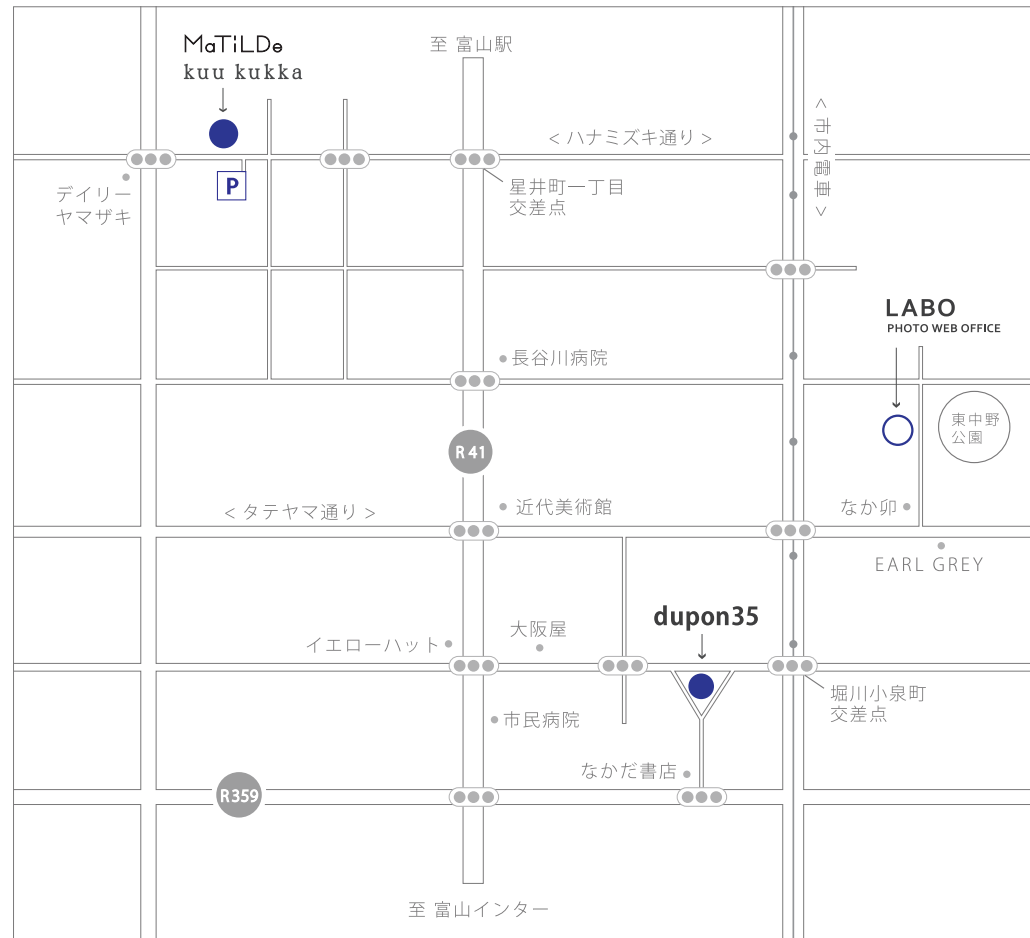 MaTiLDe
kuu kukka
至 富山駅
< ハナミズキ通り >
< 市内電車 >
P
デイリー
ヤマザキ
星井町一丁目
交差点
LABO
PHOTO WEB OFFICE
長谷川病院
東中野
公園
R 41
< タテヤマ通り >
近代美術館
なか卯
EARL GREY
dupon35
大阪屋
イエローハット
堀川小泉町
交差点
市民病院
なかだ書店
R359
至 富山インター